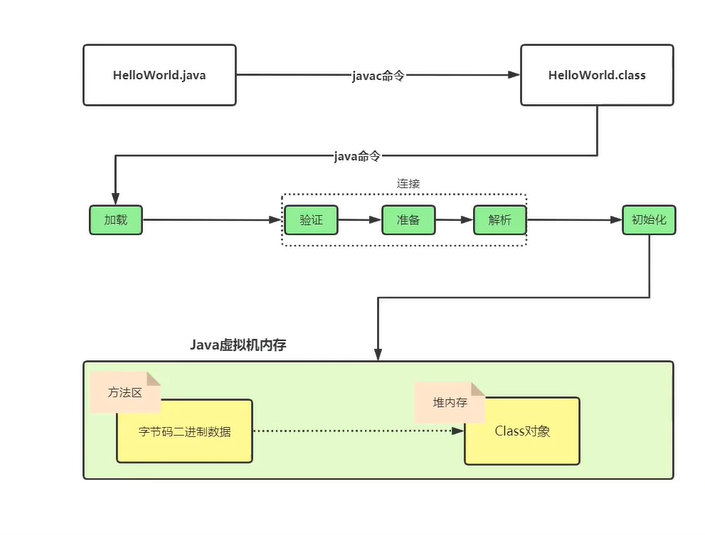 HelloWorld.java
javac命令
HelloWorld.class
java命令
连接
加载
验证
准备
解析
初始化
Java虚拟机内存
方法区
字节码二进制数据
堆内存
Class对象